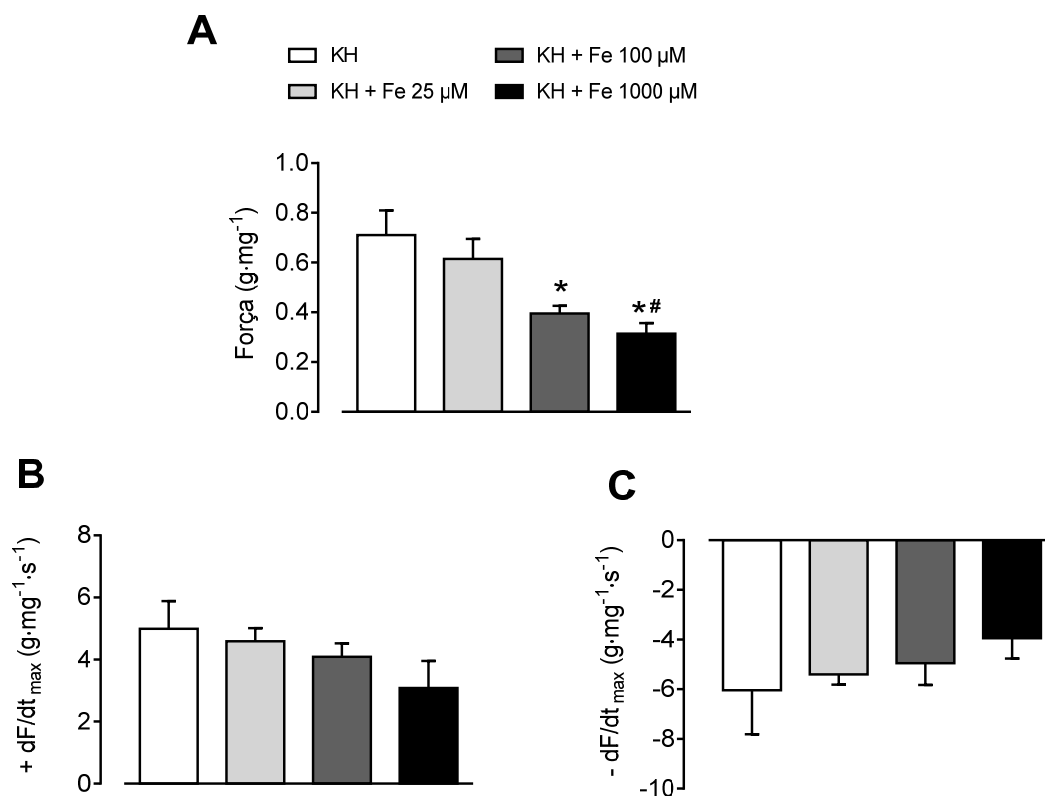 A
KH
KH + Fe 100 µM
KH + Fe 25 µM
KH + Fe 1000 µM
Força (g·mg⁻¹)
1.0
0.8
0.6
0.4
0.2
0.0
*
*#
B
+ dF/dtmax (g·mg⁻¹·s⁻¹)
8
6
4
2
0
C
- dF/dtmax (g·mg⁻¹·s⁻¹)
0
-2
-4
-6
-8
-10